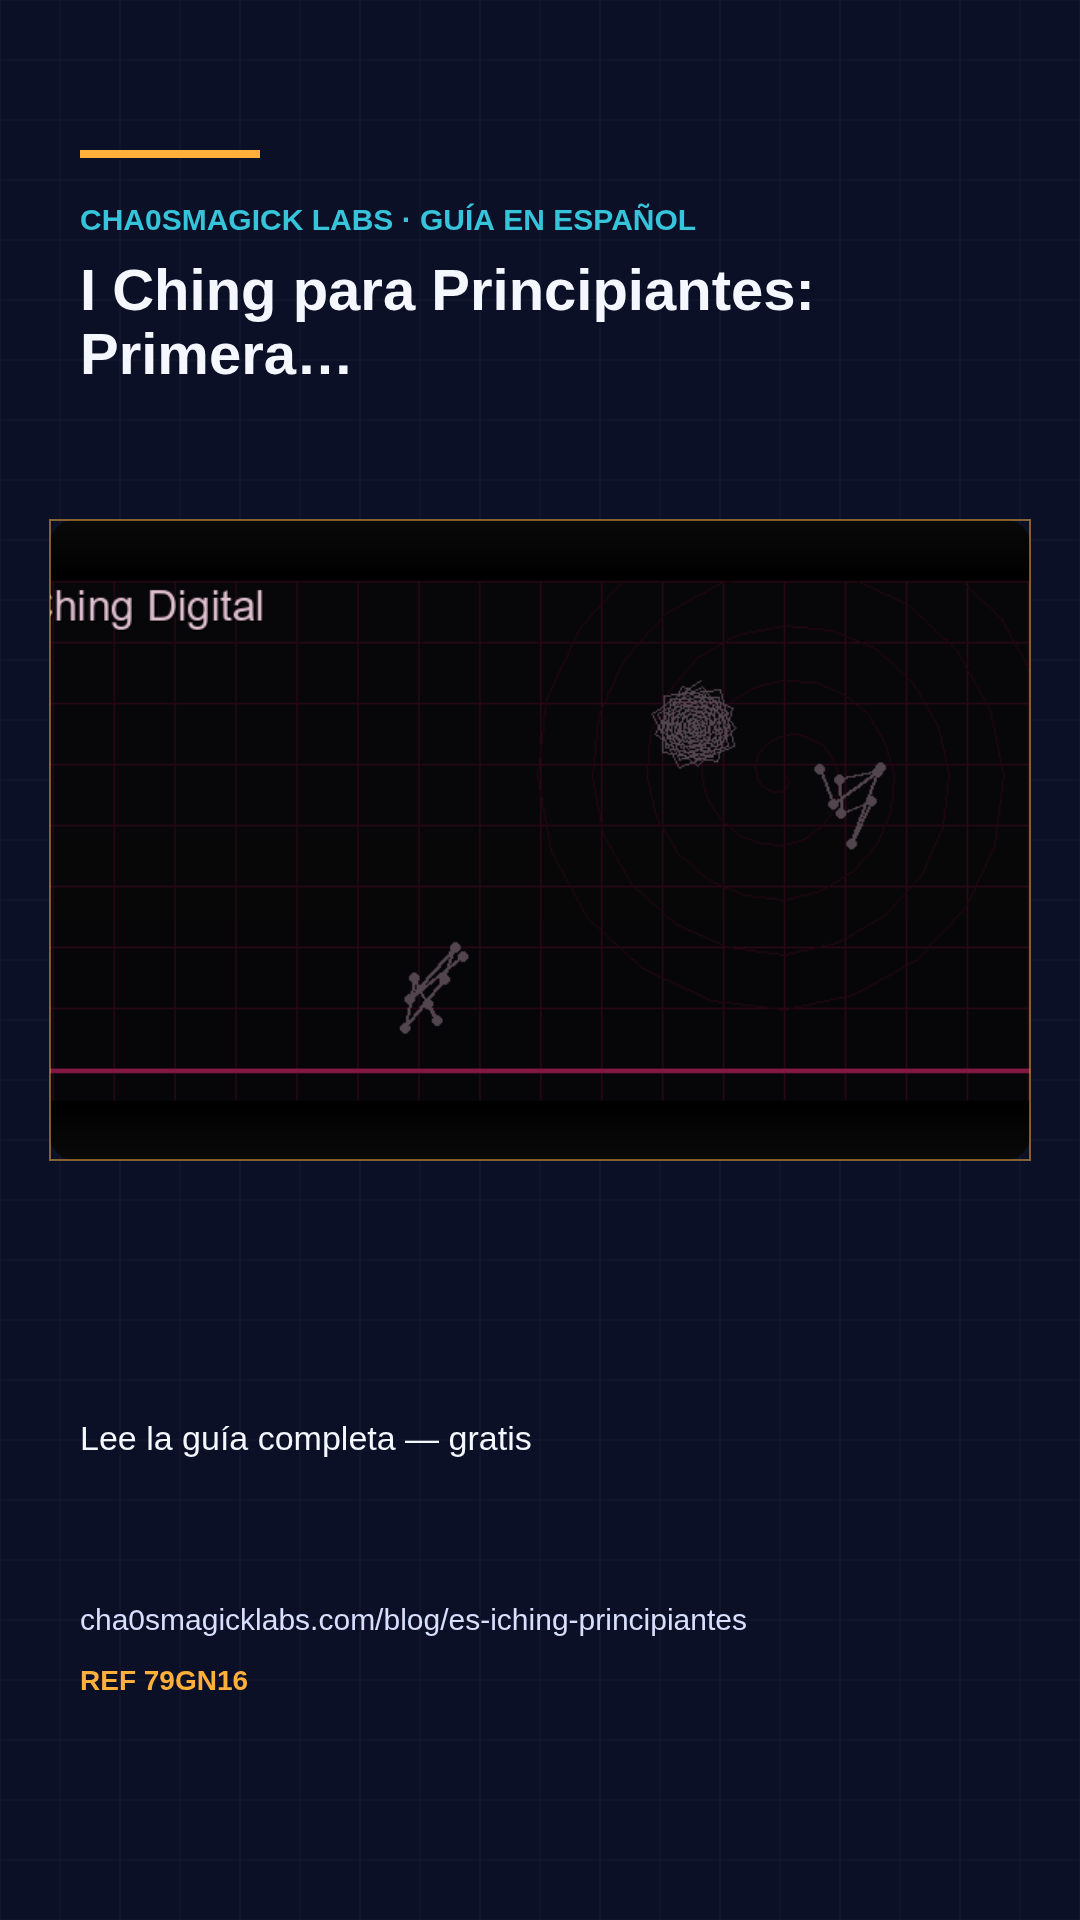 CHA0SMAGICK LABS · GUÍA EN ESPAÑOL
I Ching para Principiantes:
Primera…
hing Digital
Lee la guía completa — gratis
cha0smagicklabs.com/blog/es-iching-principiantes
REF 79GN16